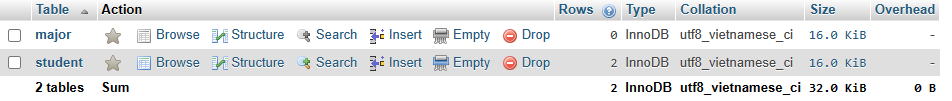 Table Action Rows Type Collation Size Overhead
major Browse Structure Search Insert Empty Drop 0 InnoDB utf8_vietnamese_ci 16.0 KiB -
student Browse Structure Search Insert Empty Drop 2 InnoDB utf8_vietnamese_ci 16.0 KiB -
2 tables Sum 2 InnoDB utf8_vietnamese_ci 32.0 KiB 0 B